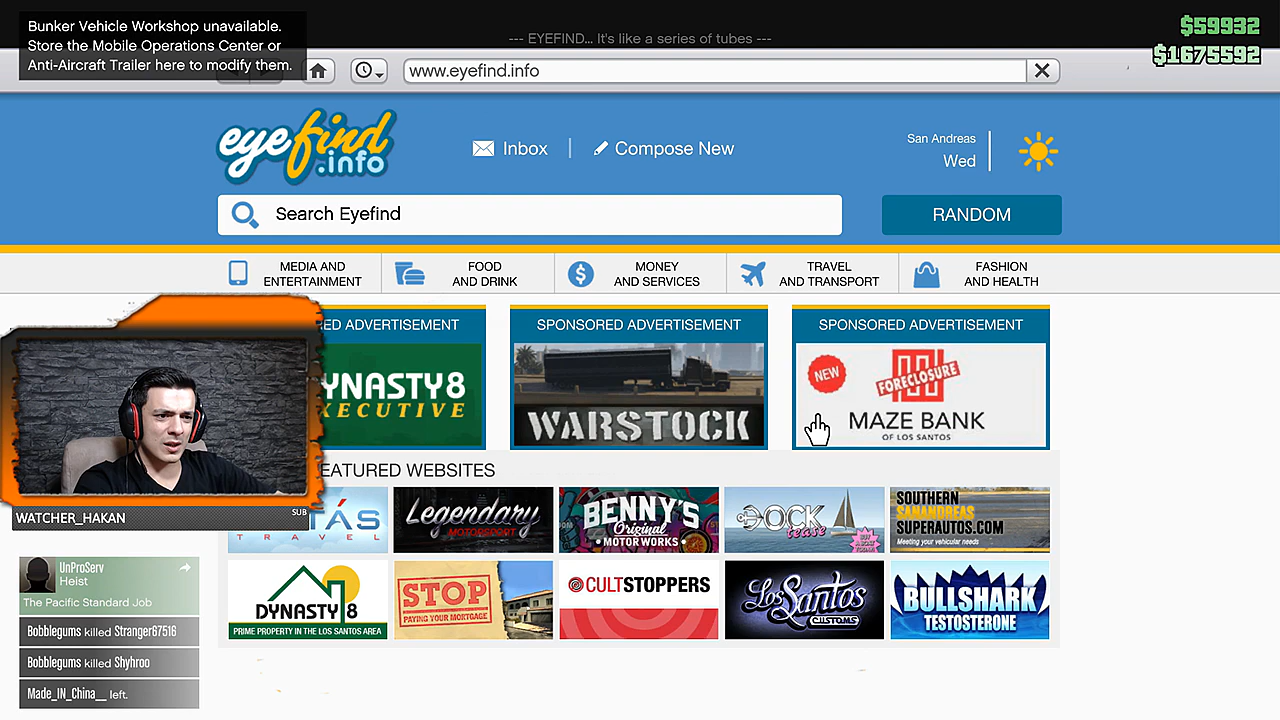 Bunker Vehicle Workshop unavailable.
Store the Mobile Operations Center or
Anti-Aircraft Trailer here to modify them.
--- EYEFIND... It's like a series of tubes ---
$59932
$1675592
www.eyefind.info
eyefind
.info
Inbox
Compose New
San Andreas
Wed
Search Eyefind
RANDOM
MEDIA AND
ENTERTAINMENT
FOOD
AND DRINK
MONEY
AND SERVICES
TRAVEL
AND TRANSPORT
FASHION
AND HEALTH
ED ADVERTISEMENT
SPONSORED ADVERTISEMENT
SPONSORED ADVERTISEMENT
YNASTY8
XECUTIVE
WARSTOCK
NEW
FORECLOSURE
MAZE BANK
OF LOS SANTOS
EATURED WEBSITES
TÁS
TRAVEL
Legendary
MOTORSPORT
BENNY'S
Original
MOTOR WORKS
DOCK
tease
SOUTHERN
SANANDREAS
SUPERAUTOS.COM
Meeting your vehicular needs
WATCHER_HAKAN
SUB
DYNASTY 8
PRIME PROPERTY IN THE LOS SANTOS AREA
STOP
PAYING YOUR MORTGAGE
CULTSTOPPERS
Los Santos
CUSTOMS
BULLSHARK
TESTOSTERONE
UnProServ
Heist
The Pacific Standard Job
Bobblegums killed Stranger67516
Bobblegums killed Shyhroo
Made_IN_China__ left.